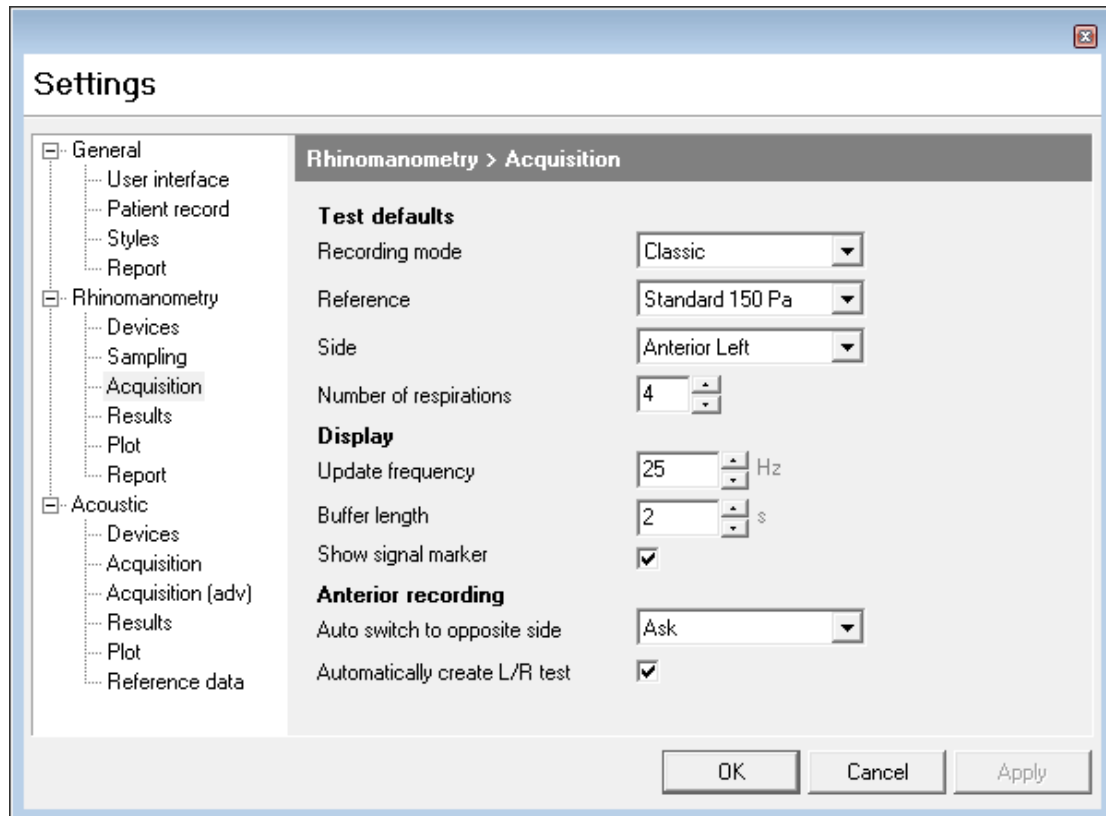 Settings
General
User interface
Patient record
Styles
Report
Rhinomanometry
Devices
Sampling
Acquisition
Results
Plot
Report
Acoustic
Devices
Acquisition
Acquisition (adv)
Results
Plot
Reference data
Rhinomanometry > Acquisition
Test defaults
Recording mode Classic
Reference Standard 150 Pa
Side Anterior Left
Number of respirations 4
Display
Update frequency 25 Hz
Buffer length 2 s
Show signal marker
Anterior recording
Auto switch to opposite side Ask
Automatically create L/R test
OK Cancel Apply